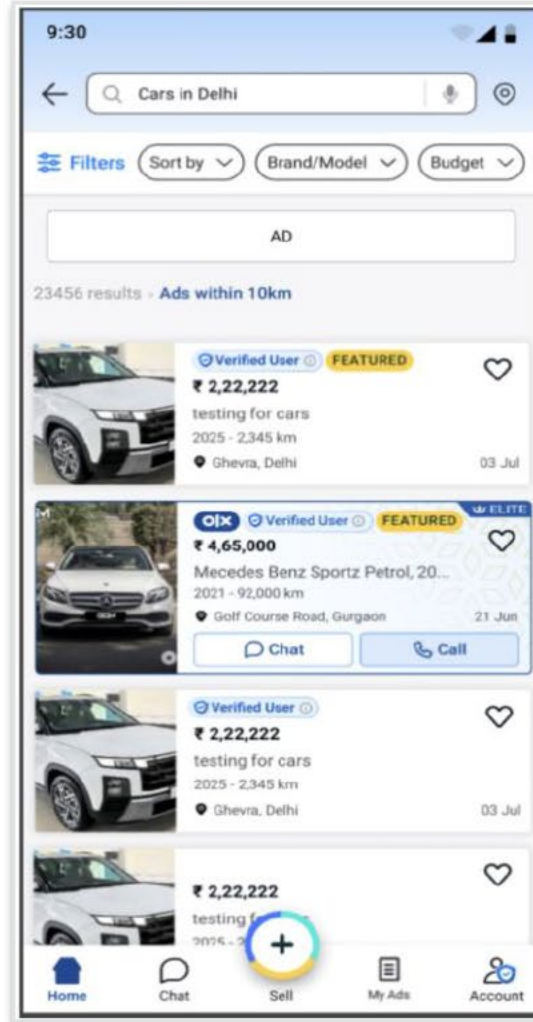 9:30
Cars in Delhi
Filters Sort by Brand/Model Budget
AD
23456 results • Ads within 10km
Verified User FEATURED
₹ 2,22,222
testing for cars
2025 - 2,345 km
Ghevra, Delhi 03 Jul
ELITE
OLX Verified User FEATURED
₹ 4,65,000
Mecedes Benz Sportz Petrol, 20...
2021 - 92,000 km
Golf Course Road, Gurgaon 21 Jun
Chat Call
Verified User
₹ 2,22,222
testing for cars
2025 - 2,345 km
Ghevra, Delhi 03 Jul
₹ 2,22,222
testing
2025 -
Home Chat Sell My Ads Account